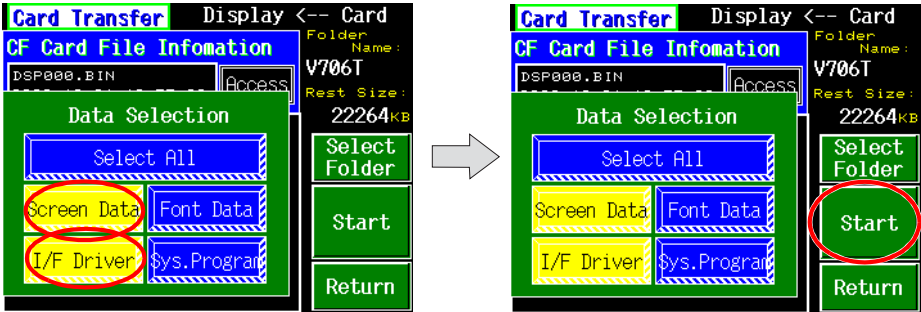 Card Transfer Display <-- Card
CF Card File Infomation
Folder
Name:
DSP000.BIN
Access
V706T
Rest Size:
22264KB
Data Selection
Select All
Screen Data
Font Data
I/F Driver
Sys.Program
Select
Folder
Start
Return
Card Transfer Display <-- Card
CF Card File Infomation
Folder
Name:
DSP000.BIN
Access
V706T
Rest Size:
22264KB
Data Selection
Select All
Screen Data
Font Data
I/F Driver
Sys.Program
Select
Folder
Start
Return